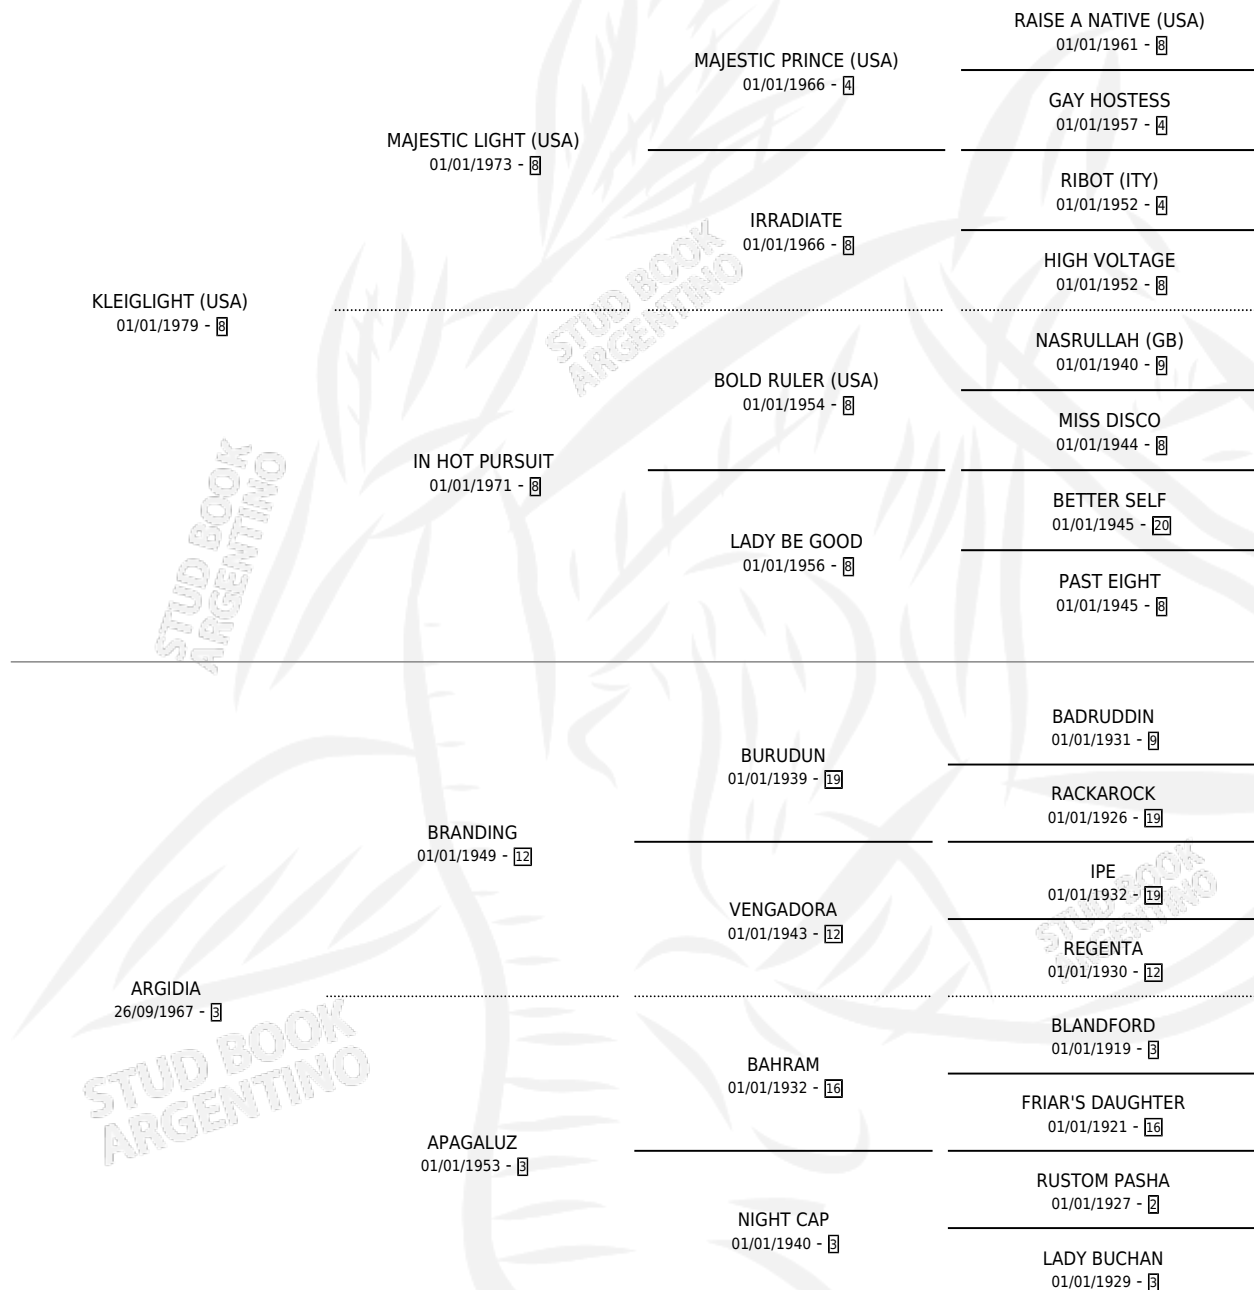 RAISE A NATIVE (USA)
01/01/1961 - 8
MAJESTIC PRINCE (USA)
01/01/1966 - 4
GAY HOSTESS
01/01/1957 - 4
MAJESTIC LIGHT (USA)
01/01/1973 - 8
RIBOT (ITY)
01/01/1952 - 4
IRRADIATE
01/01/1966 - 8
HIGH VOLTAGE
01/01/1952 - 8
KLEIGLIGHT (USA)
01/01/1979 - 8
NASRULLAH (GB)
01/01/1940 - 9
BOLD RULER (USA)
01/01/1954 - 8
MISS DISCO
01/01/1944 - 8
IN HOT PURSUIT
01/01/1971 - 8
BETTER SELF
01/01/1945 - 20
LADY BE GOOD
01/01/1956 - 8
PAST EIGHT
01/01/1945 - 8
BADRUDDIN
01/01/1931 - 9
BURUDUN
01/01/1939 - 19
RACKAROCK
01/01/1926 - 19
BRANDING
01/01/1949 - 12
IPE
01/01/1932 - 19
VENGADORA
01/01/1943 - 12
REGENTA
01/01/1930 - 12
ARGIDIA
26/09/1967 - 3
BLANDFORD
01/01/1919 - 3
BAHRAM
01/01/1932 - 16
FRIAR'S DAUGHTER
01/01/1921 - 16
APAGALUZ
01/01/1953 - 3
RUSTOM PASHA
01/01/1927 - 2
NIGHT CAP
01/01/1940 - 3
LADY BUCHAN
01/01/1929 - 3
STUD BOOK
ARGENTINO
STUD BOOK
ARGENTINO
STUD BOOK
ARGENTINO
STUD BOOK
ARGENTINO